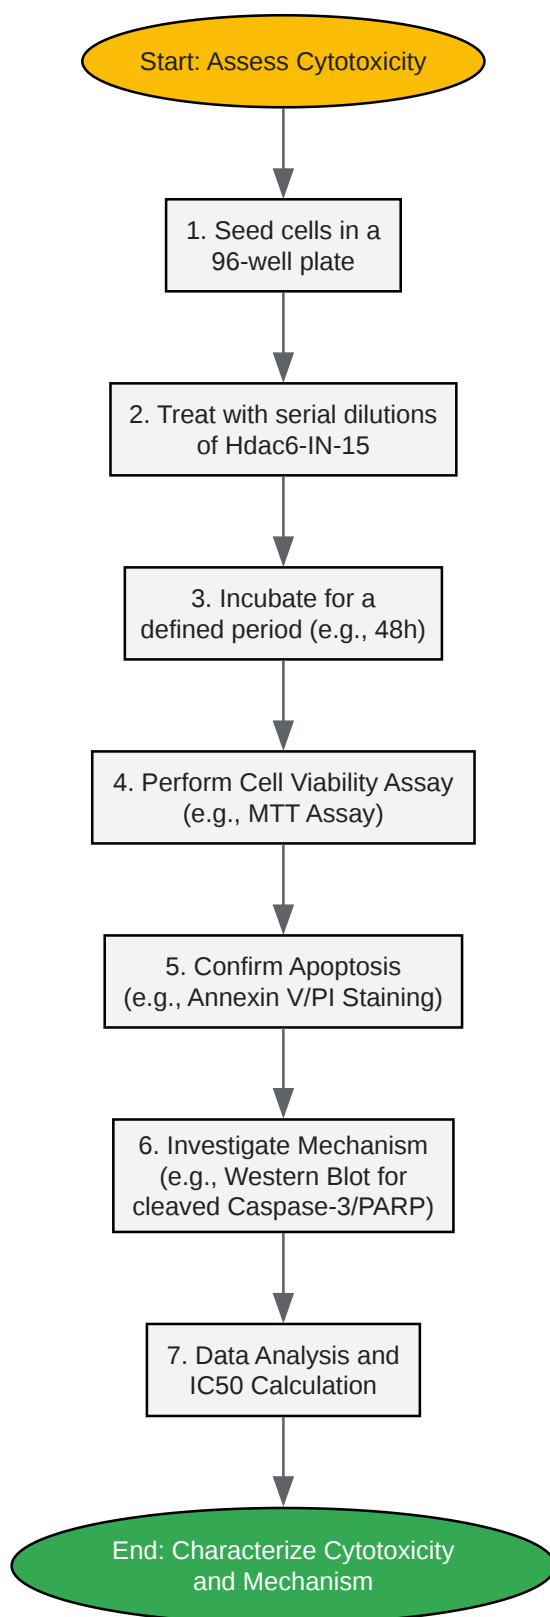 Start: Assess Cytotoxicity
1. Seed cells in a
96-well plate
2. Treat with serial dilutions
of Hdac6-IN-15
3. Incubate for a
defined period (e.g., 48h)
4. Perform Cell Viability Assay
(e.g., MTT Assay)
5. Confirm Apoptosis
(e.g., Annexin V/PI Staining)
6. Investigate Mechanism
(e.g., Western Blot for
cleaved Caspase-3/PARP)
7. Data Analysis and
IC50 Calculation
End: Characterize Cytotoxicity
and Mechanism